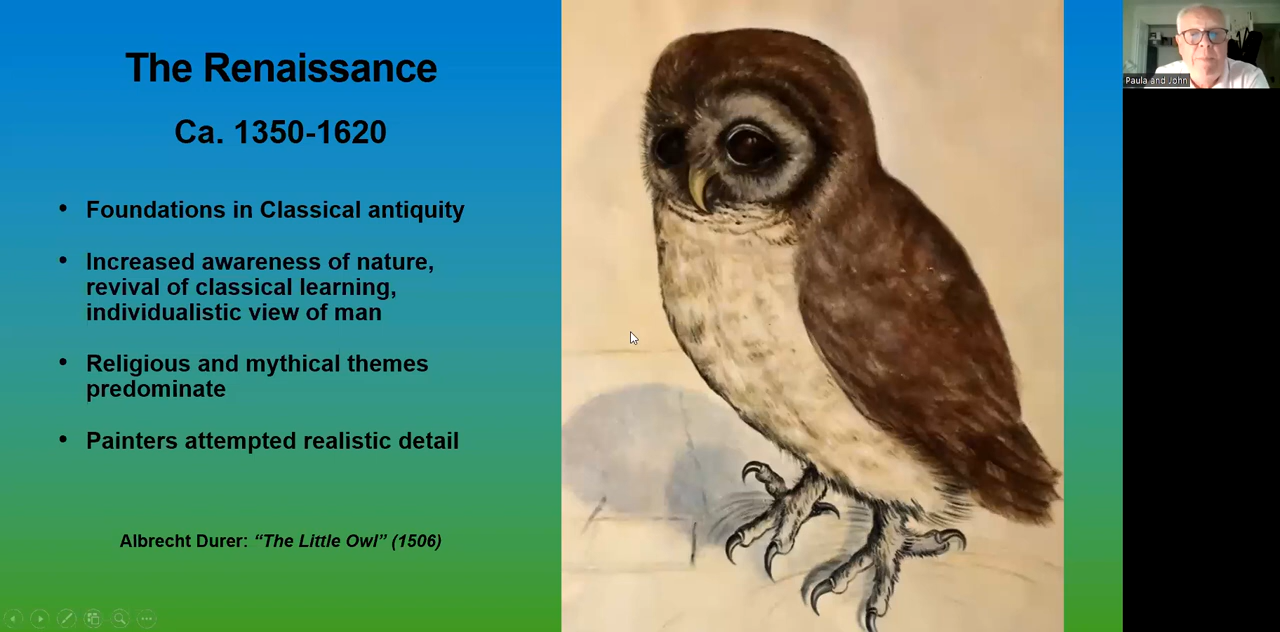 The Renaissance
Ca. 1350-1620
• Foundations in Classical antiquity
• Increased awareness of nature,
revival of classical learning,
individualistic view of man
• Religious and mythical themes
predominate
• Painters attempted realistic detail
Albrecht Durer: “The Little Owl” (1506)
Paula and John